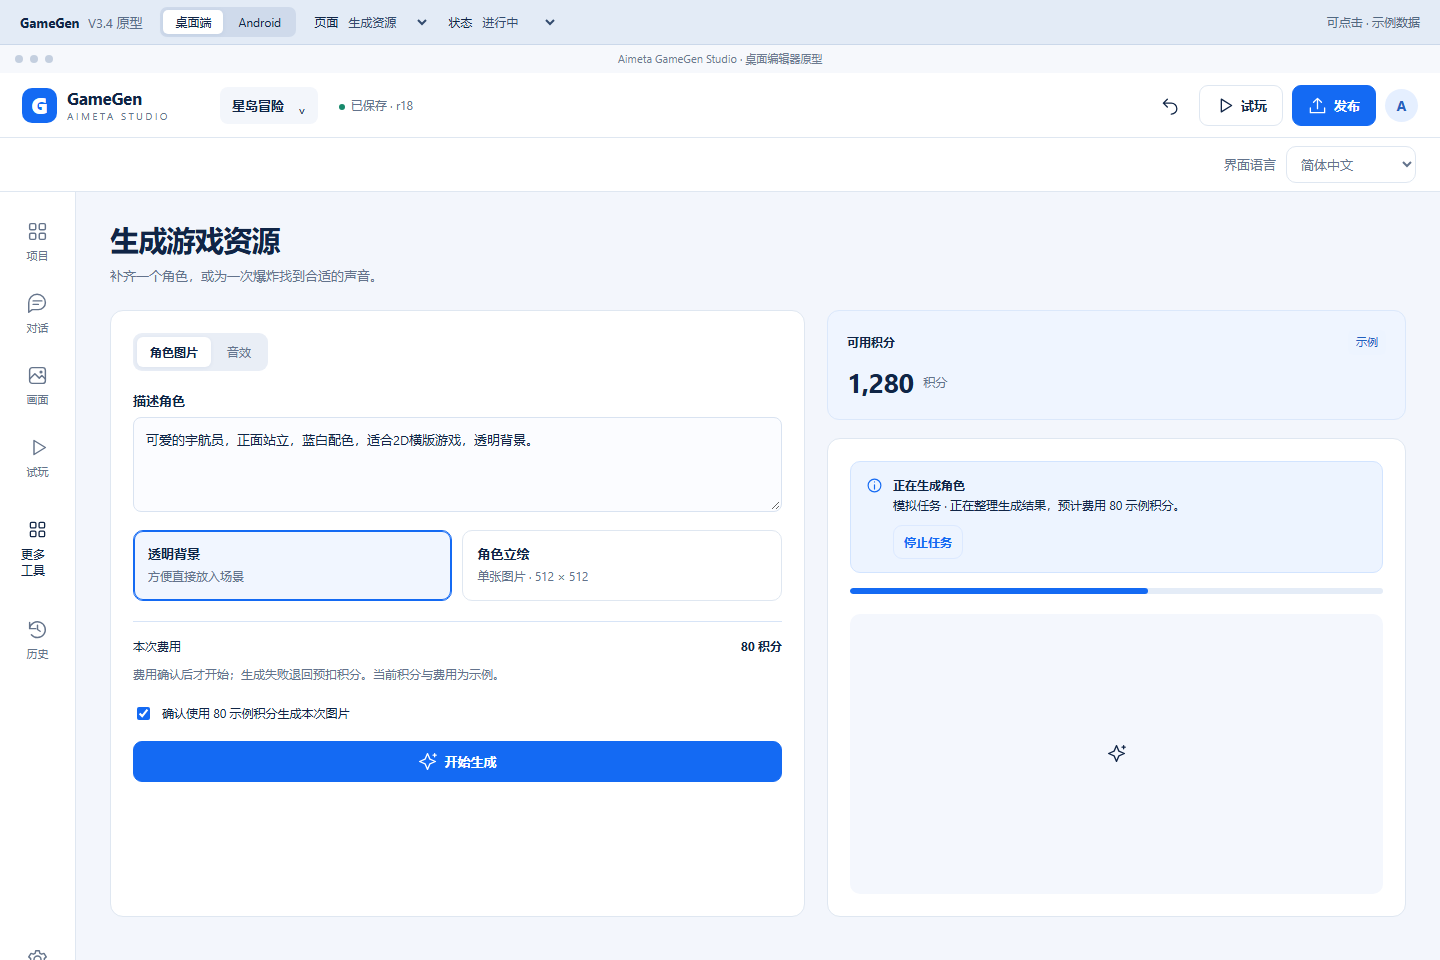 GameGen V3.4 原型 桌面端 Android 页面 生成资源 状态 进行中 可点击 · 示例数据
Aimeta GameGen Studio · 桌面编辑器原型
G GameGen
AIMETA STUDIO
星岛冒险 已保存 · r18 试玩 发布 A
界面语言 简体中文
项目
对话
画面
试玩
更多
工具
历史
生成游戏资源
补齐一个角色，或为一次爆炸找到合适的声音。
角色图片 音效
描述角色
可爱的宇航员，正面站立，蓝白配色，适合2D横版游戏，透明背景。
透明背景
方便直接放入场景
角色立绘
单张图片 · 512 × 512
本次费用 80 积分
费用确认后才开始；生成失败退回预扣积分。当前积分与费用为示例。
确认使用 80 示例积分生成本次图片
开始生成
可用积分 示例
1,280 积分
正在生成角色
模拟任务 · 正在整理生成结果，预计费用 80 示例积分。
停止任务